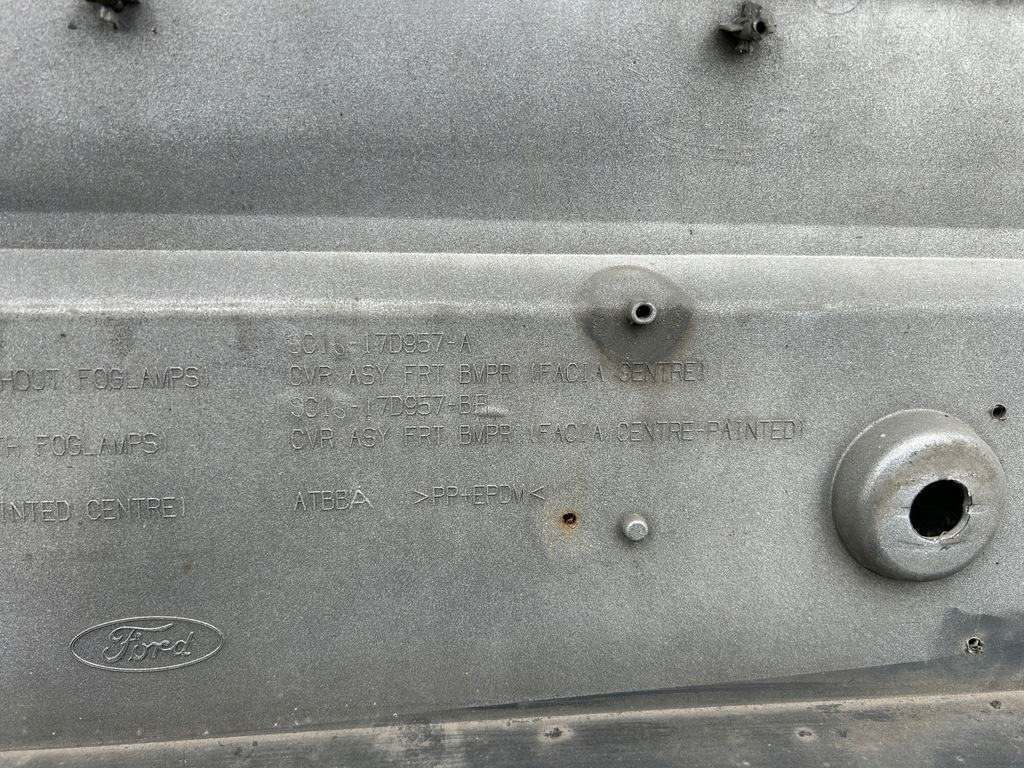 HOUT FOGLAMPS)
TH FOGLAMPS)
INTED CENTRE)
CVR ASY FRT BMPR (FACIA CENTRE)
CVR ASY FRT BMPR (FACIA CENTRE-PAINTED)
ATBBA >PP+EPDM<
Ford